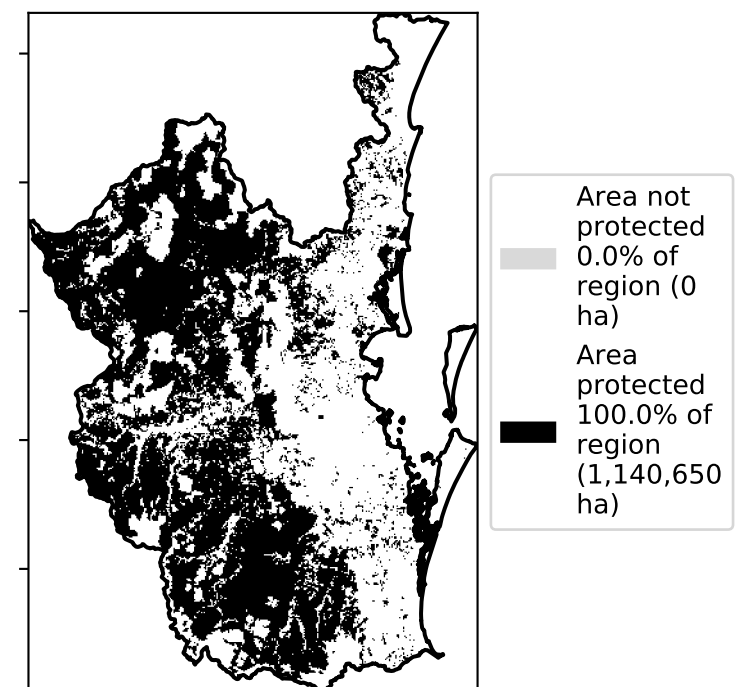 Area not
protected
0.0% of
region (0
ha)
Area
protected
100.0% of
region
(1,140,650
ha)